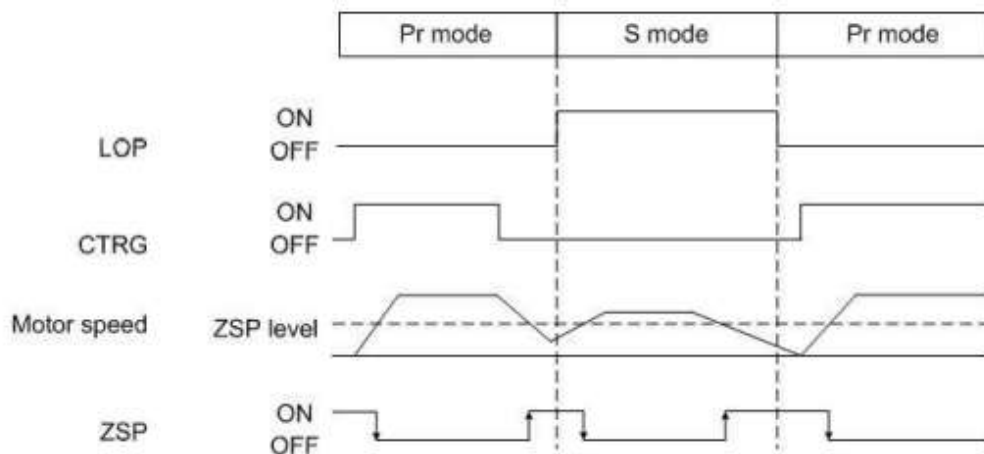 Pr mode S mode Pr mode
ON
LOP OFF
ON
CTRG OFF
Motor speed ZSP level
ON
ZSP OFF